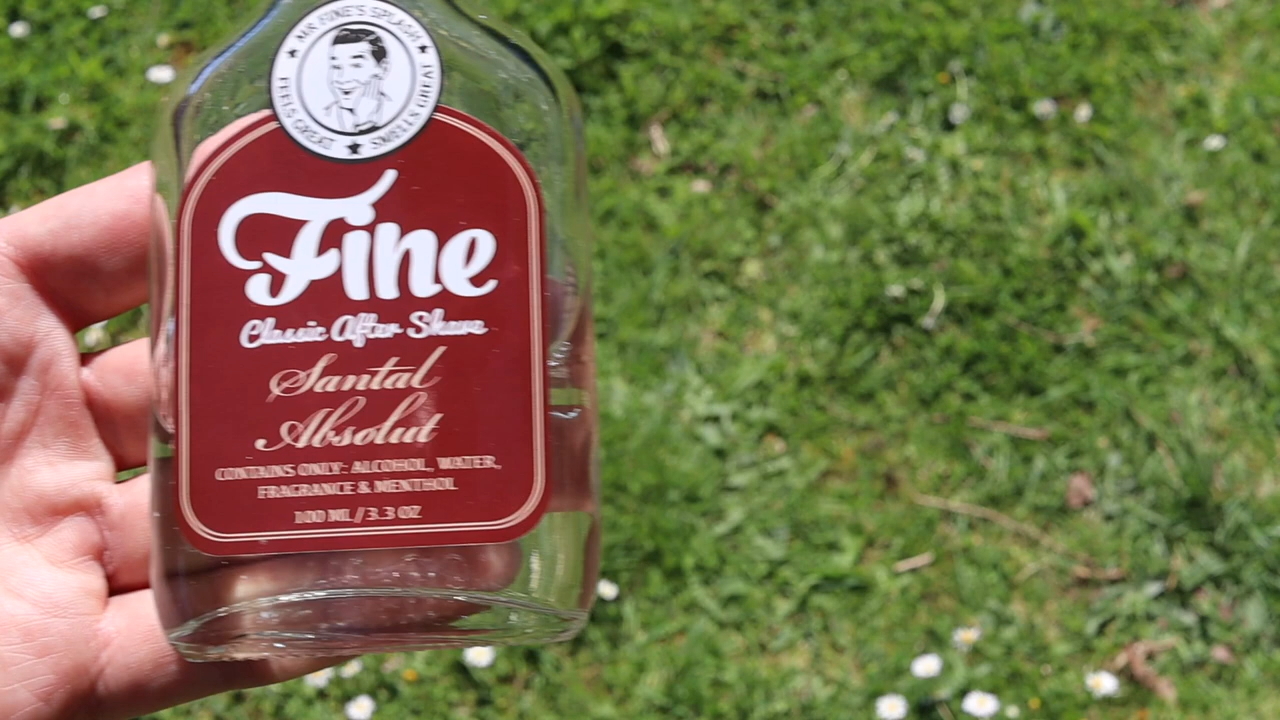 MR FINE'S SPLASH
FEELS GREAT ★ SMELLS GREAT
Fine
Classic After Shave
Santal
Absolut
CONTAINS ONLY: ALCOHOL, WATER,
FRAGRANCE & MENTHOL
100 ML / 3.3 OZ